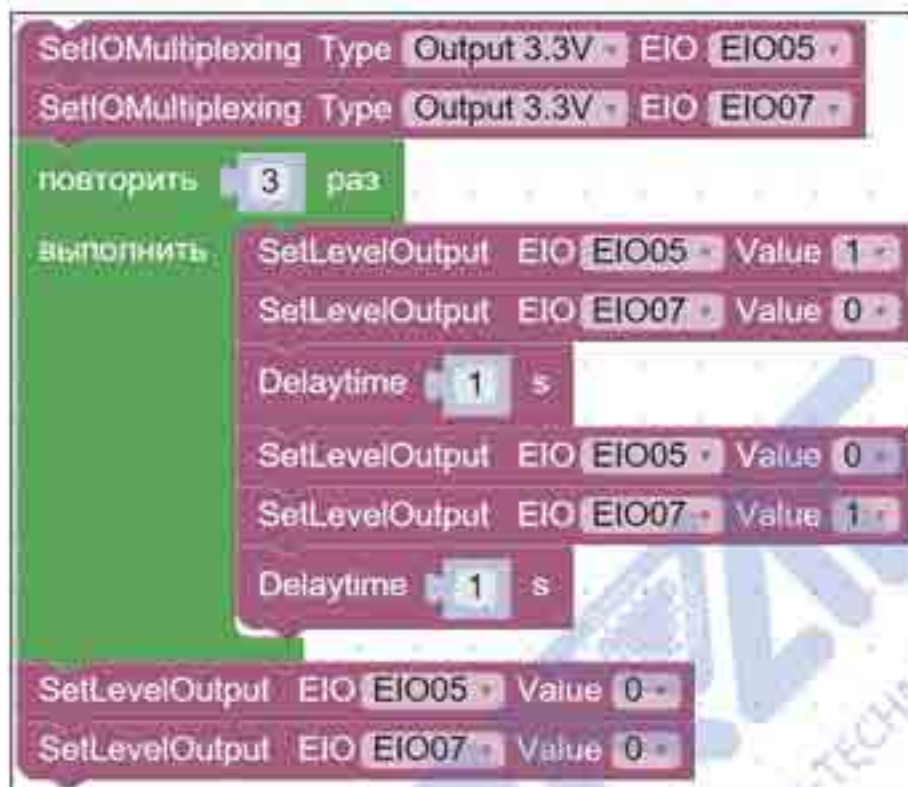 SetIOMultiplexing Type Output 3.3V EIO EIO05
SetIOMultiplexing Type Output 3.3V EIO EIO07
повторить 3 раз
выполнить SetLevelOutput EIO EIO05 Value 1
SetLevelOutput EIO EIO07 Value 0
Delaytime 1 s
SetLevelOutput EIO EIO05 Value 0
SetLevelOutput EIO EIO07 Value 1
Delaytime 1 s
SetLevelOutput EIO EIO05 Value 0
SetLevelOutput EIO EIO07 Value 0